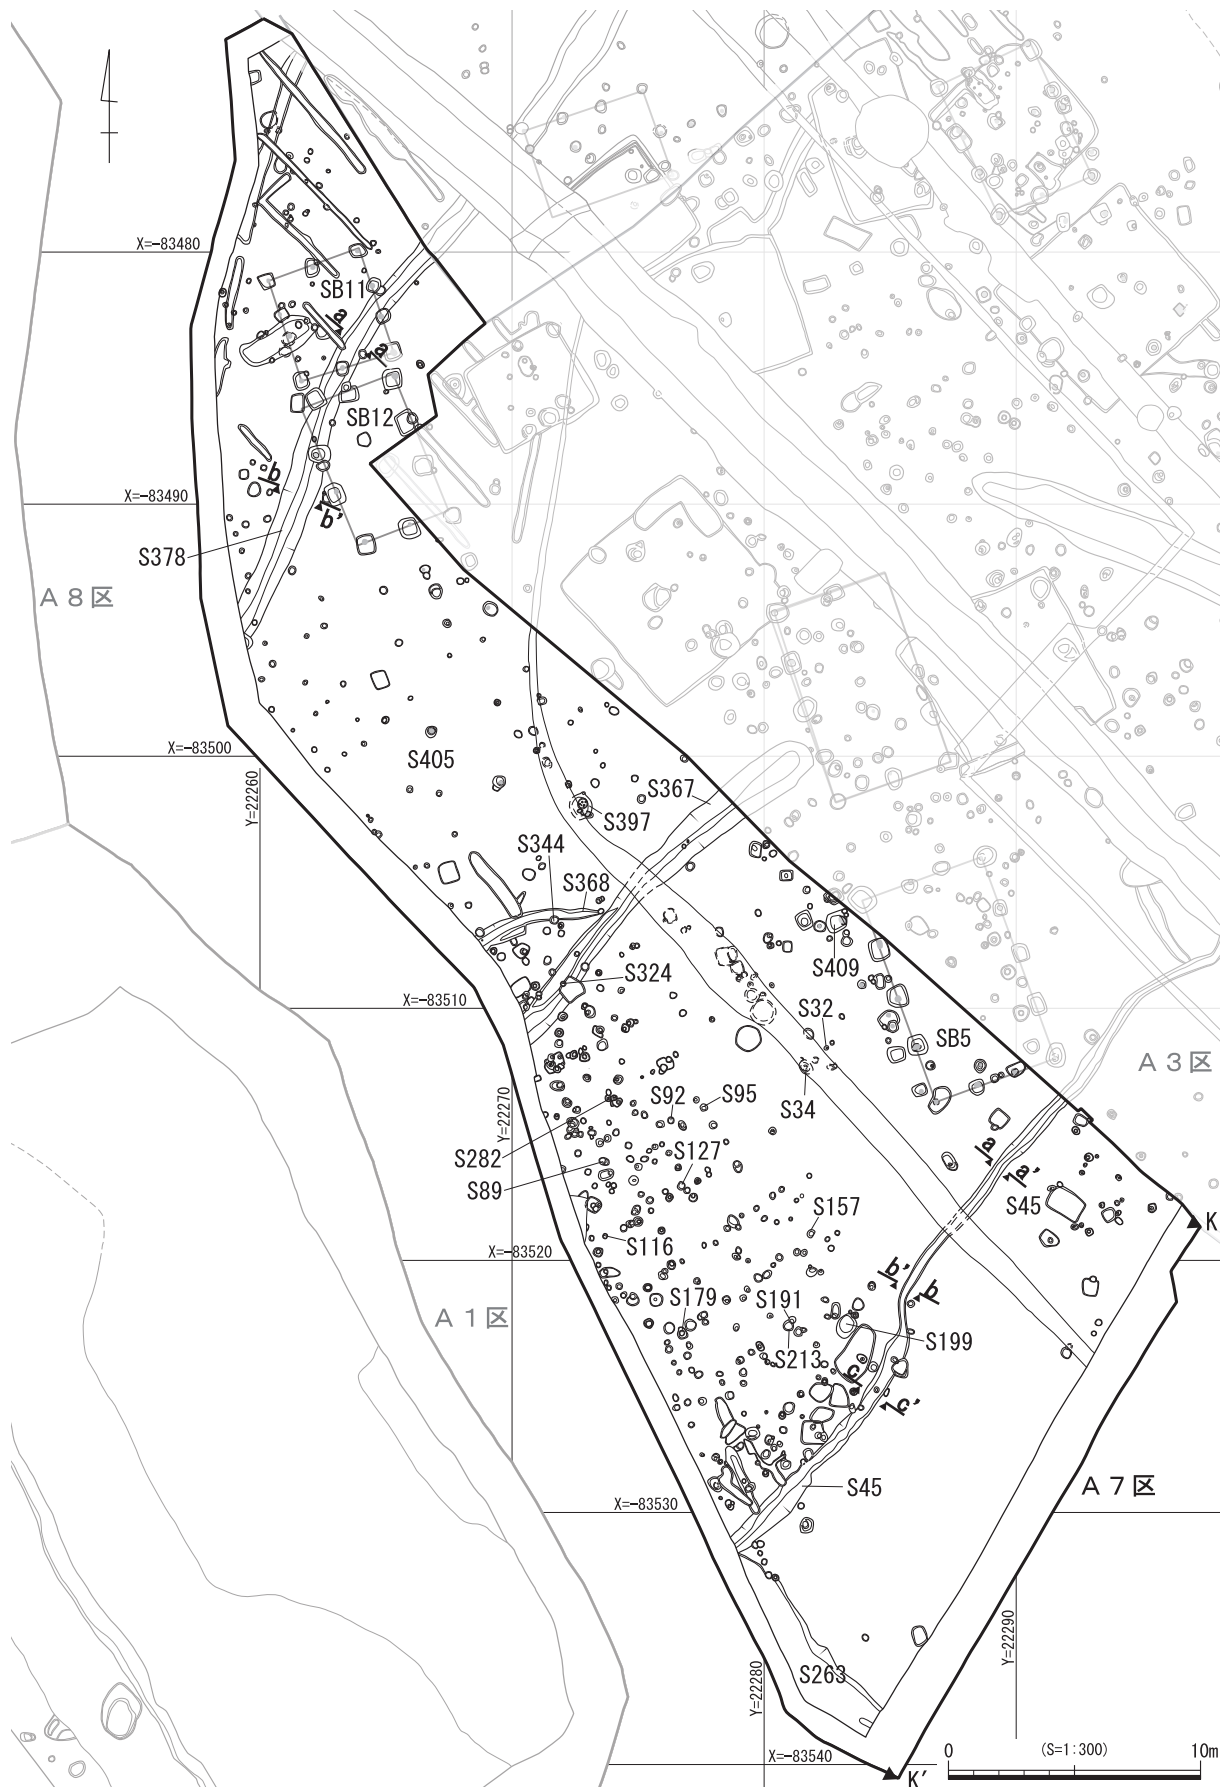 X=-83480
SB11
a
a'
SB12
b
X=-83490
b'
S378
A8区
X=-83500
S405
Y=22260
S367
S397
S344
S368
S409
S324
X=-83510
S32
SB5
A3区
S34
S92
S95
Y=22270
S282
S127
S89
a
a'
S45
S157
K
S116
X=-83520
b'
b
S179
S191
A1区
S199
S213
c
c'
S45
A7区
X=-83530
Y=22290
S263
Y=22280
0
(S=1:300)
10m
X=-83540
K'